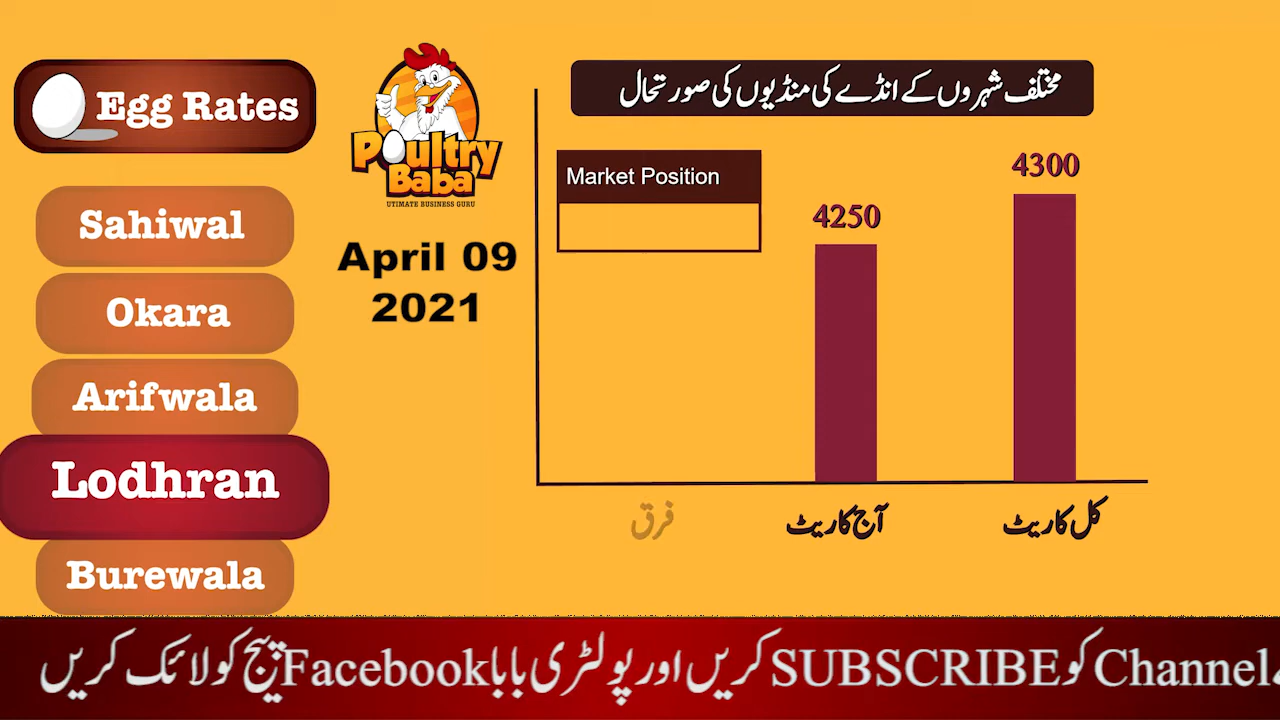 Egg Rates
Sahiwal
Okara
Arifwala
Lodhran
Burewala
Poultry
Baba
UTIMATE BUSINESS GURU
April 09
2021
مختلف شہروں کے انڈے کی منڈیوں کی صورتحال
Market Position
4250
4300
فرق
آج کا ریٹ
کل کا ریٹ
Channel کو SUBSCRIBE کریں اور پولٹری بابا Facebook پیج کو لائک کریں